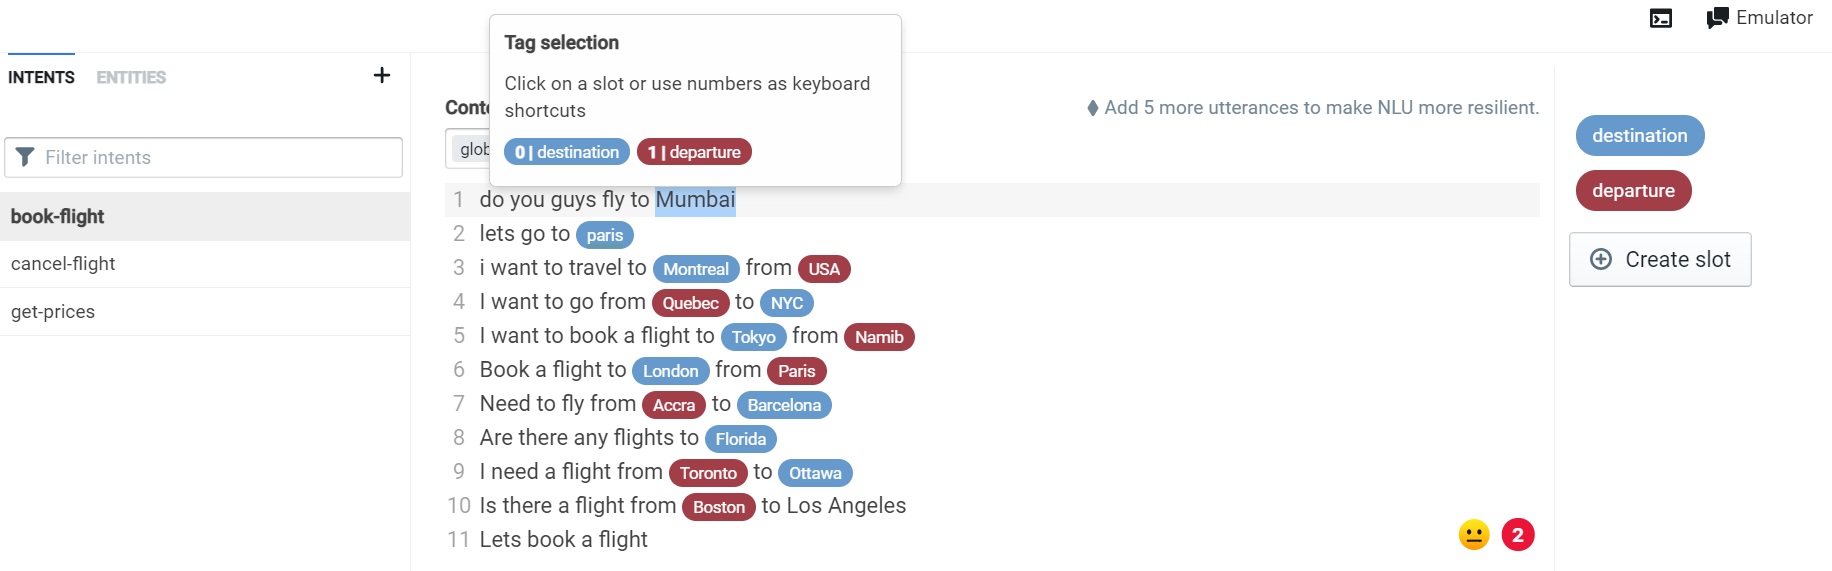 Emulator
INTENTS ENTITIES +
Filter intents
book-flight
cancel-flight
get-prices
Tag selection
Click on a slot or use numbers as keyboard
shortcuts
0 | destination 1 | departure
Add 5 more utterances to make NLU more resilient.
1 do you guys fly to Mumbai
2 lets go to paris
3 i want to travel to Montreal from USA
4 I want to go from Quebec to NYC
5 I want to book a flight to Tokyo from Namib
6 Book a flight to London from Paris
7 Need to fly from Accra to Barcelona
8 Are there any flights to Florida
9 I need a flight from Toronto to Ottawa
10 Is there a flight from Boston to Los Angeles
11 Lets book a flight
2
destination
departure
Create slot